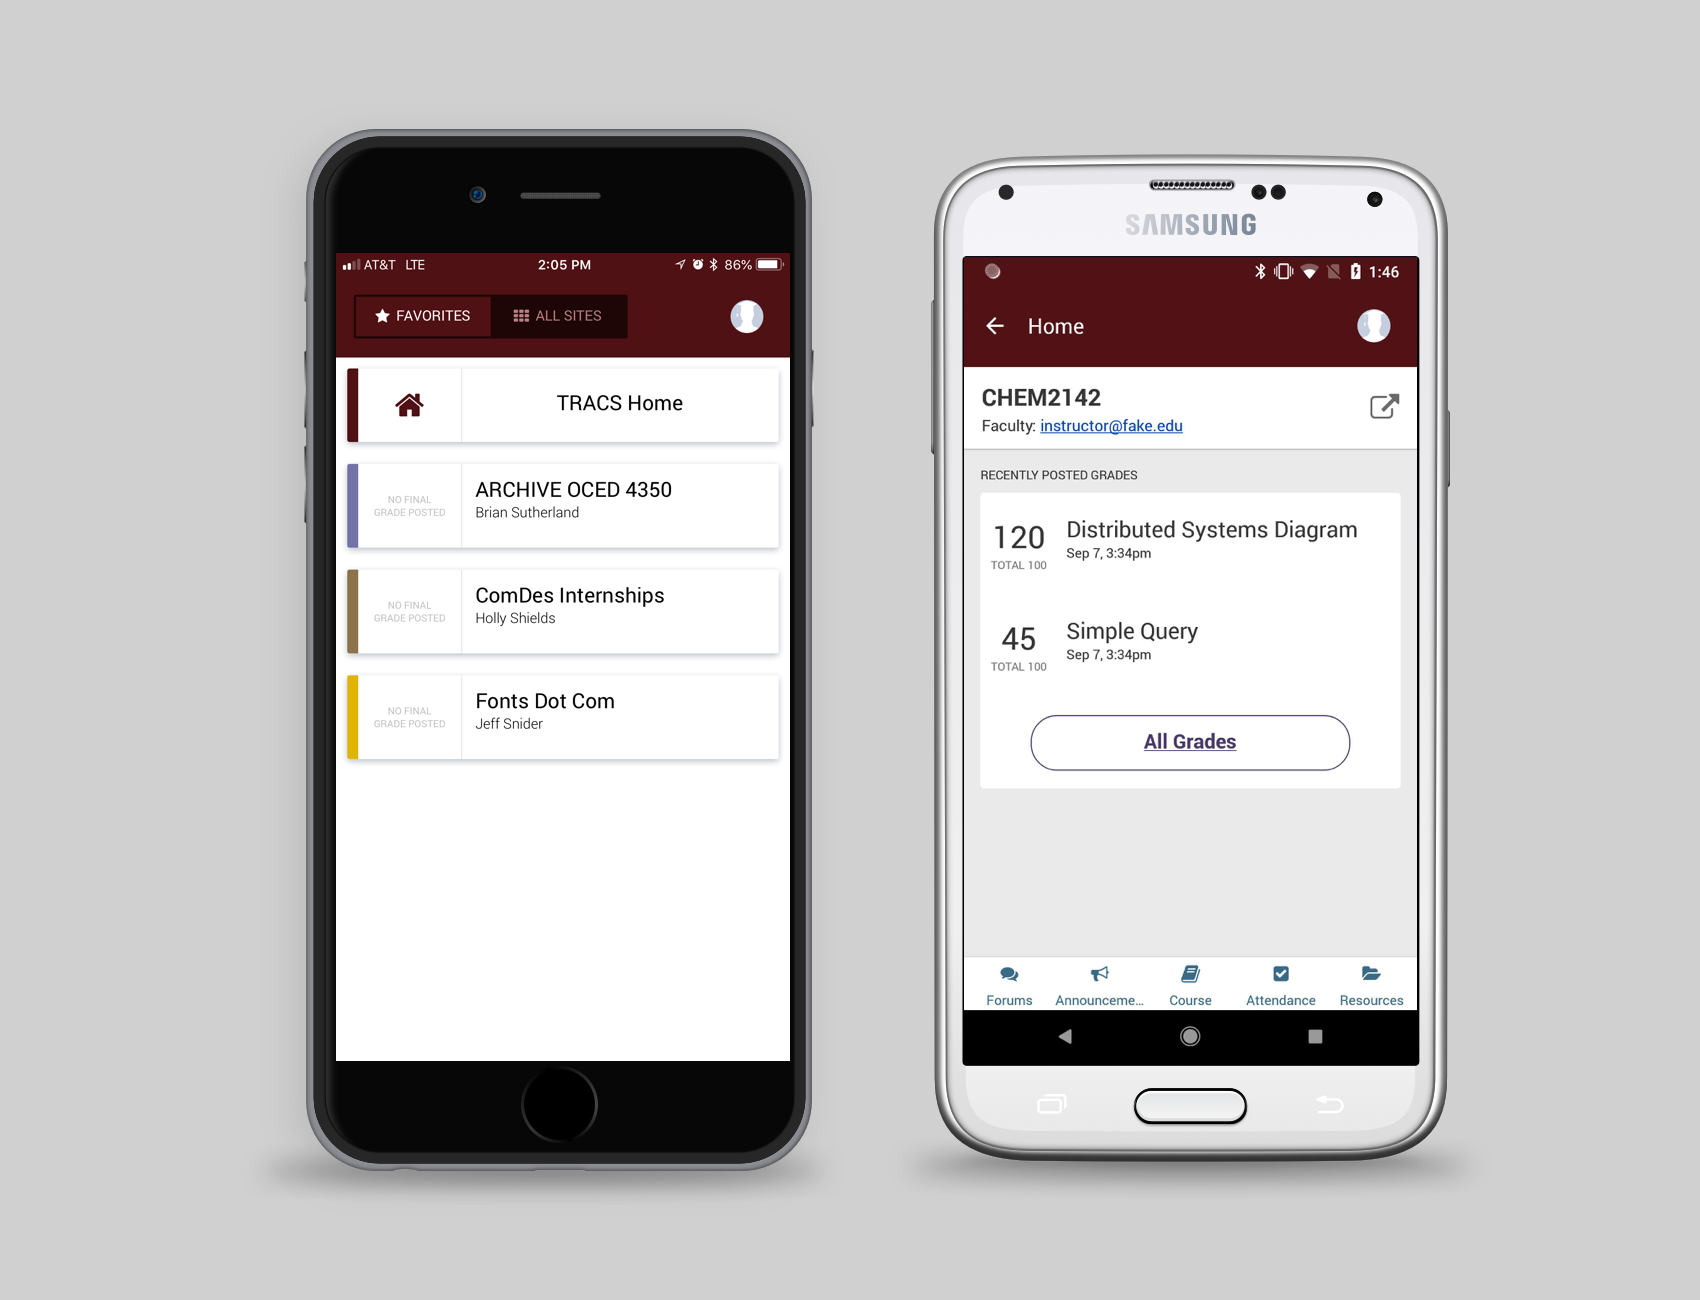 AT&T LTE 2:05 PM 86%
FAVORITES ALL SITES
TRACS Home
NO FINAL
GRADE POSTED
ARCHIVE OCED 4350
Brian Sutherland
NO FINAL
GRADE POSTED
ComDes Internships
Holly Shields
NO FINAL
GRADE POSTED
Fonts Dot Com
Jeff Snider
SAMSUNG
1:46
Home
CHEM2142
Faculty: instructor@fake.edu
RECENTLY POSTED GRADES
120
TOTAL 100
Distributed Systems Diagram
Sep 7, 3:34pm
45
TOTAL 100
Simple Query
Sep 7, 3:34pm
All Grades
Forums Announceme... Course Attendance Resources